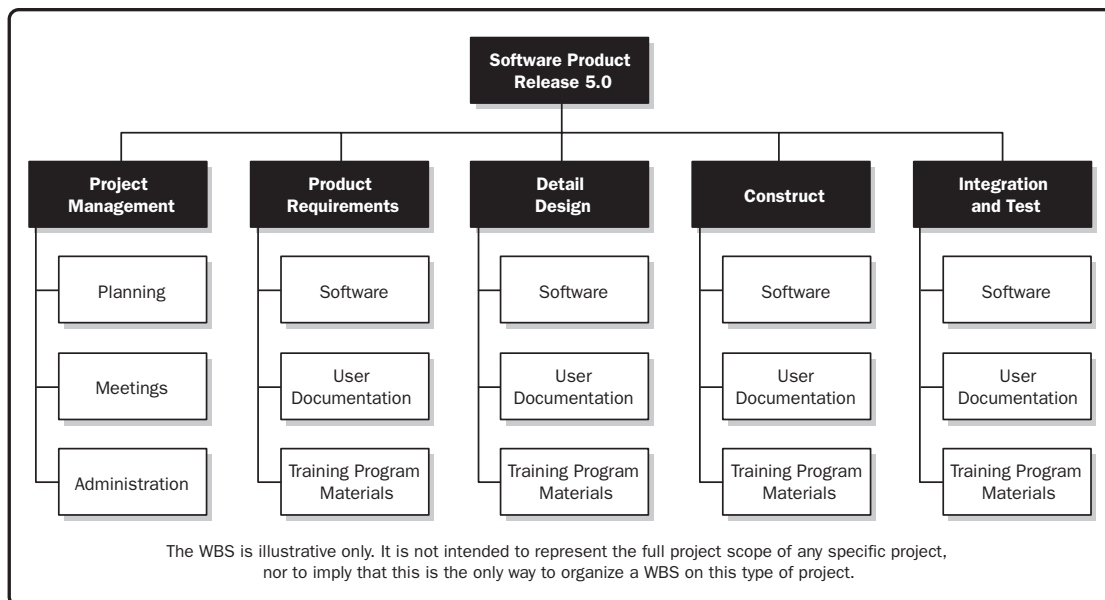 Software Product
Release 5.0
Project
Management
Product
Requirements
Detail
Design
Construct
Integration
and Test
Planning
Software
Software
Software
Software
Meetings
User
Documentation
User
Documentation
User
Documentation
User
Documentation
Administration
Training Program
Materials
Training Program
Materials
Training Program
Materials
Training Program
Materials
The WBS is illustrative only. It is not intended to represent the full project scope of any specific project,
nor to imply that this is the only way to organize a WBS on this type of project.